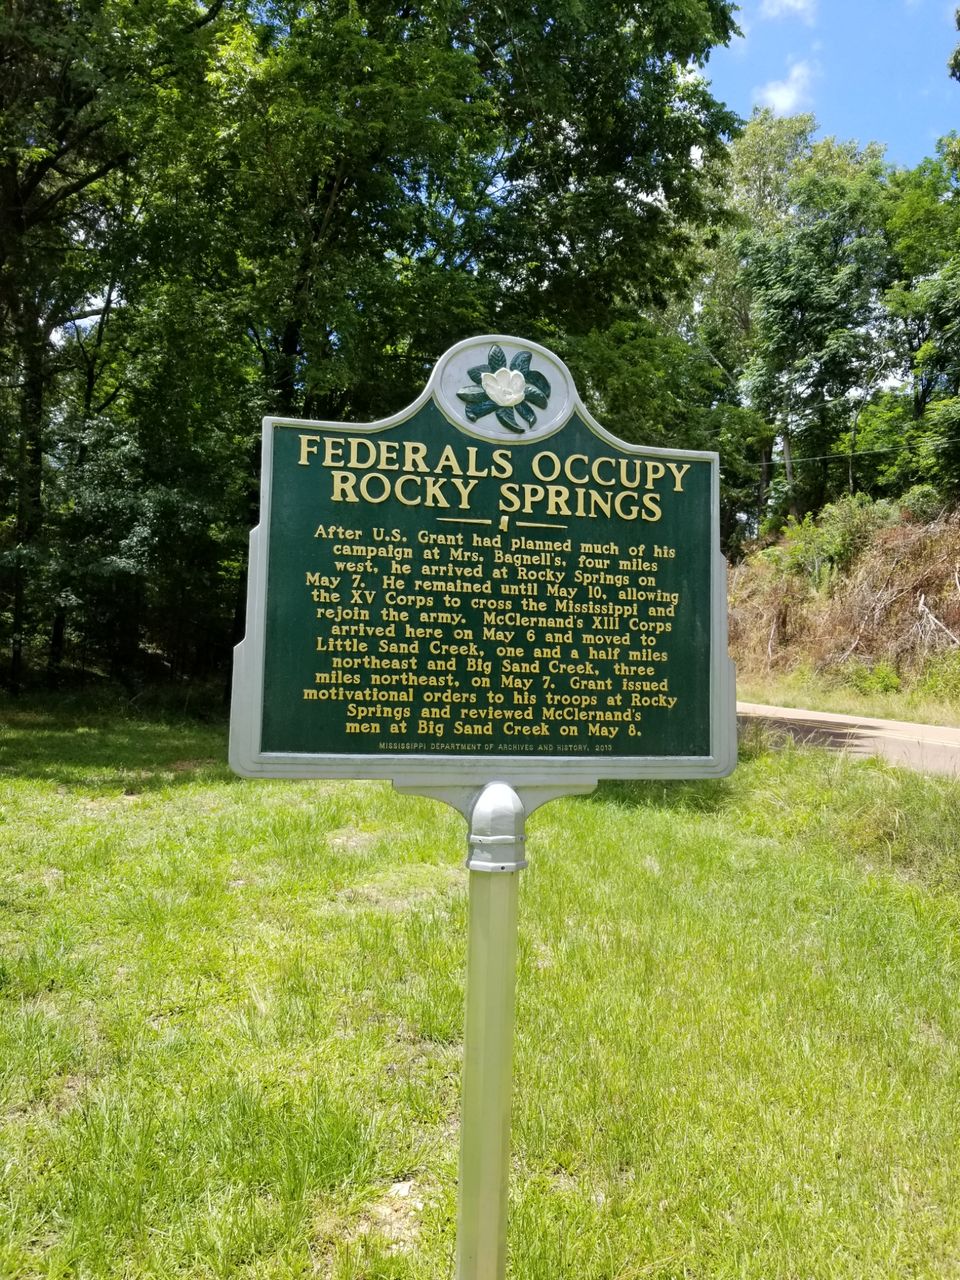 FEDERALS OCCUPY
ROCKY SPRINGS
After U.S. Grant had planned much of his
campaign at Mrs. Bagnell's, four miles
west, he arrived at Rocky Springs on
May 7. He remained until May 10, allowing
the XV Corps to cross the Mississippi and
rejoin the army. McClernand's XIII Corps
arrived here on May 6 and moved to
Little Sand Creek, one and a half miles
northeast and Big Sand Creek, three
miles northeast, on May 7. Grant issued
motivational orders to his troops at Rocky
Springs and reviewed McClernand's
men at Big Sand Creek on May 8.
MISSISSIPPI DEPARTMENT OF ARCHIVES AND HISTORY, 2013